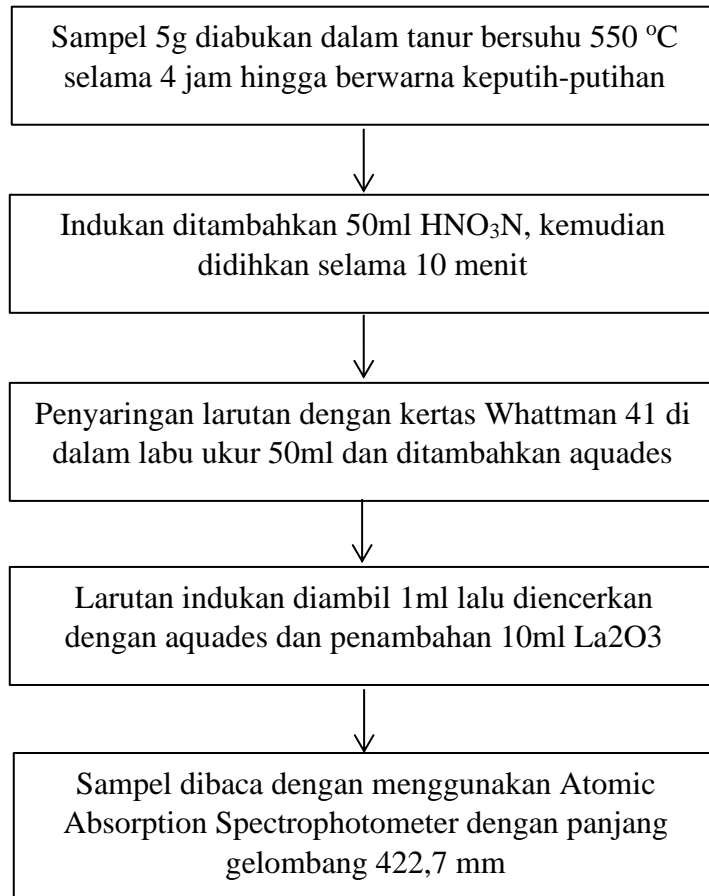 Sampel 5g diabukan dalam tanur bersuhu 550 ºC
selama 4 jam hingga berwarna keputih-putihan
Indukan ditambahkan 50ml HNO₃N, kemudian
didihkan selama 10 menit
Penyaringan larutan dengan kertas Whattman 41 di
dalam labu ukur 50ml dan ditambahkan aquades
Larutan indukan diambil 1ml lalu diencerkan
dengan aquades dan penambahan 10ml La2O3
Sampel dibaca dengan menggunakan Atomic
Absorption Spectrophotometer dengan panjang
gelombang 422,7 mm